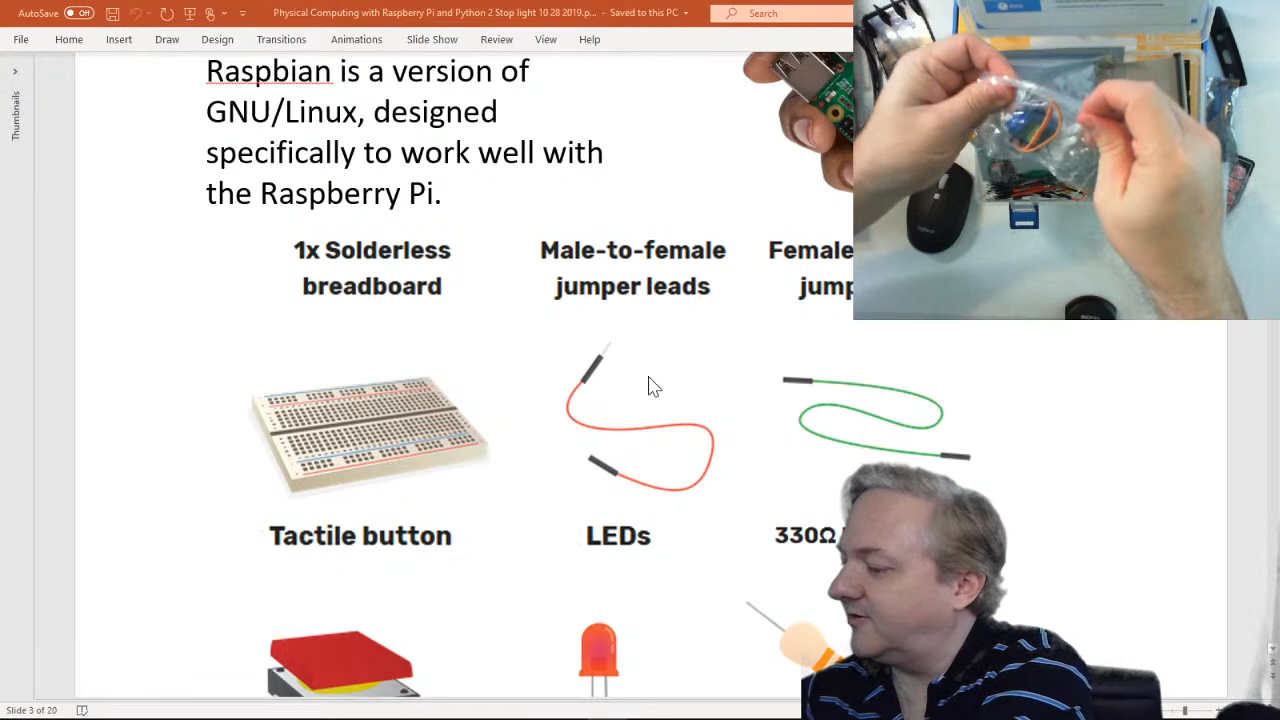 AutoSave Off Physical Computing with Raspberry Pi and Python 2 Stop light 10 28 2019.p... - Saved to this PC Search
File Home Insert Draw Design Transitions Animations Slide Show Review View Help
Thumbnails
Raspbian is a version of
GNU/Linux, designed
specifically to work well with
the Raspberry Pi.
1x Solderless
breadboard
Male-to-female
jumper leads
Female
jump
Tactile button
LEDs
330Ω
Slide 3 of 20